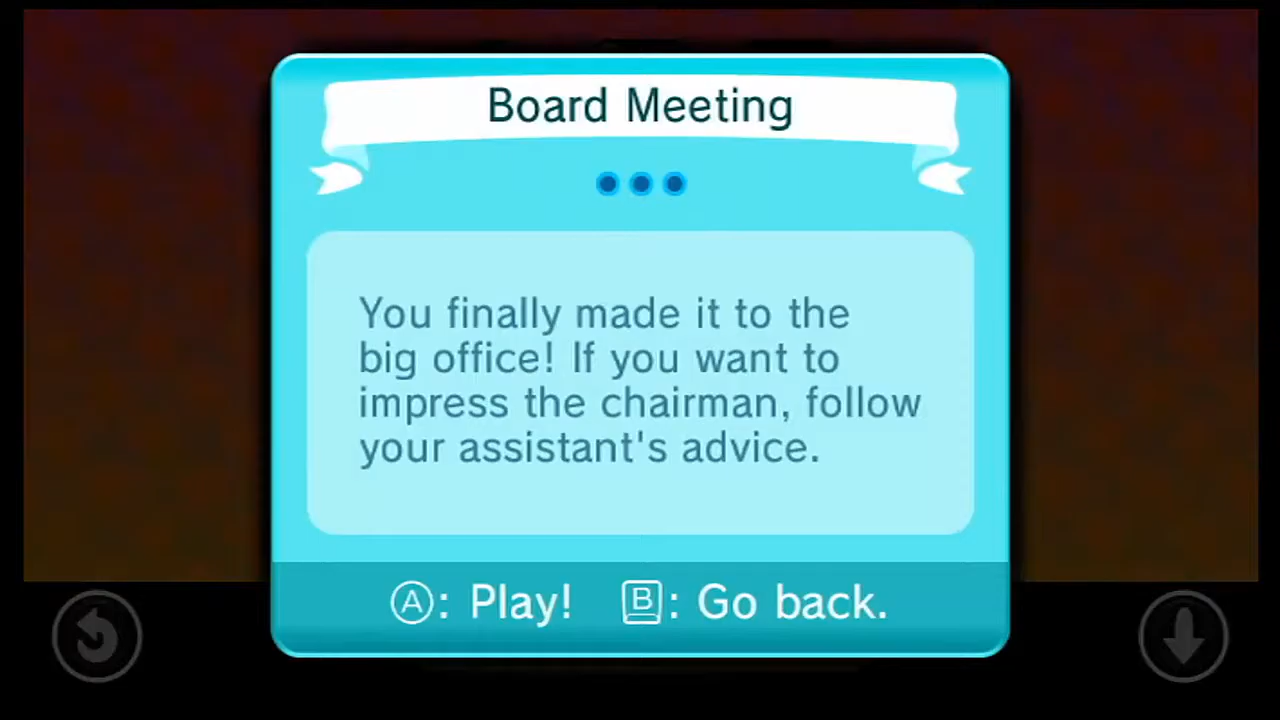 Board Meeting
You finally made it to the
big office! If you want to
impress the chairman, follow
your assistant's advice.
A: Play! B: Go back.